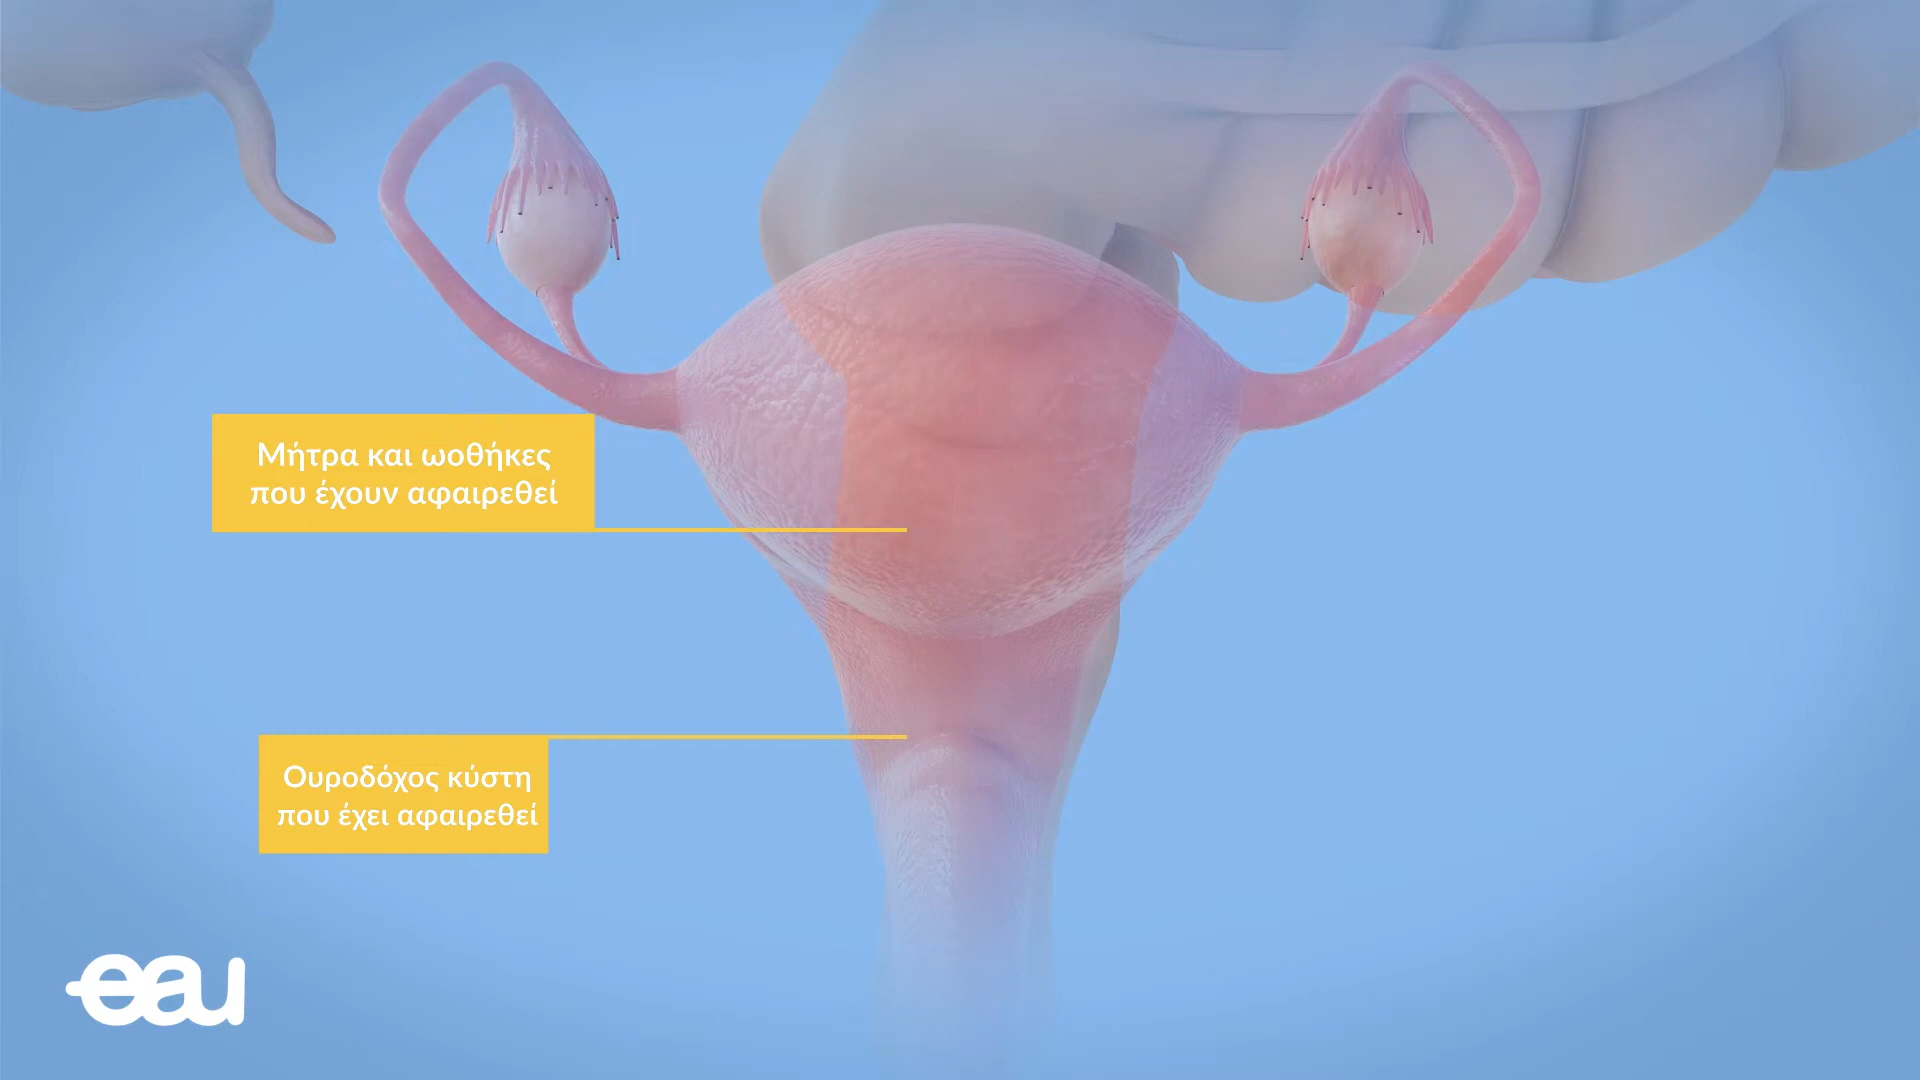 Μήτρα και ωοθήκες
που έχουν αφαιρεθεί
Ουροδόχος κύστη
που έχει αφαιρεθεί
eau